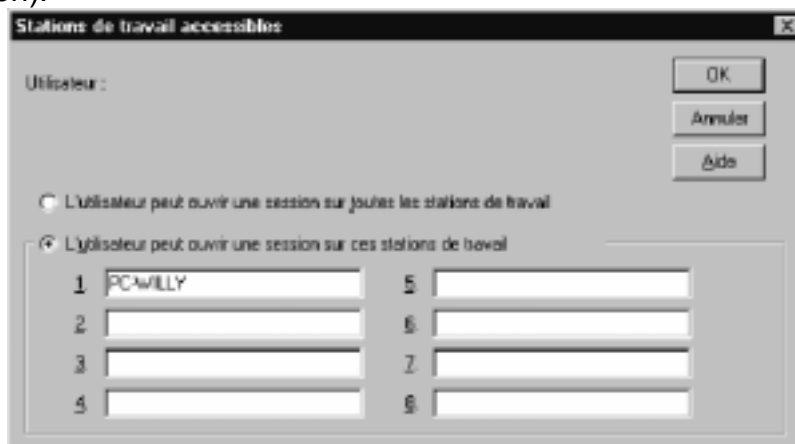 on).
Stations de travail accessibles
Utilisateur :
OK
Annuler
Aide
L'utilisateur peut ouvrir une session sur toutes les stations de travail
L'utilisateur peut ouvrir une session sur ces stations de travail
1 PC-WILLY 5
2 6
3 7
4 8